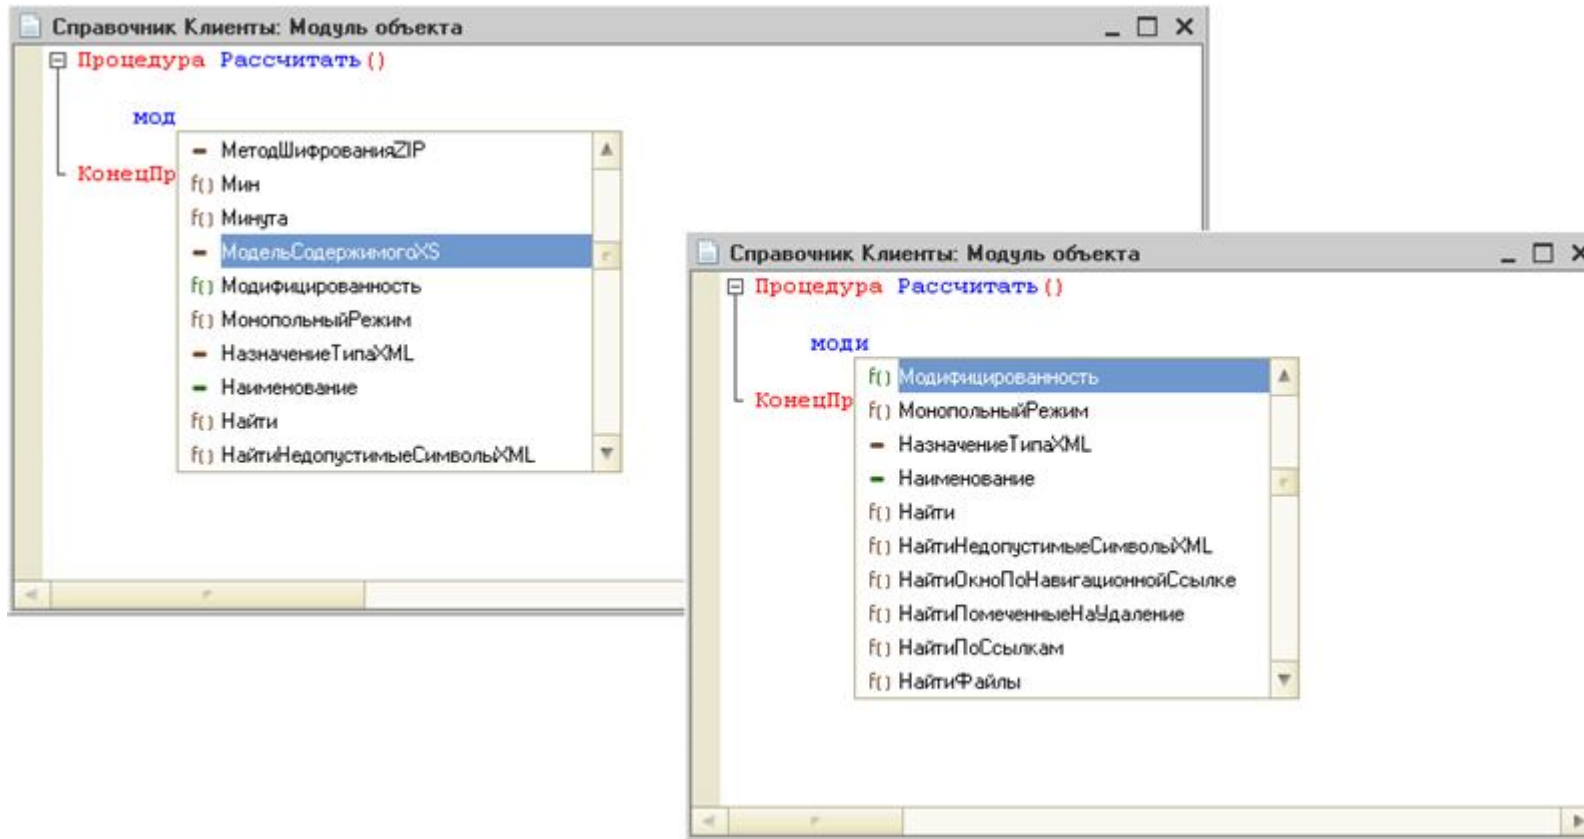 Справочник Клиенты: Модуль объекта
Процедура Рассчитать()
мод
МетодШифрованияZIP
КонецПр
f() Мин
f() Минута
МодельСодержимогоXS
f() Модифицированность
f() МонопольныйРежим
НазначениеТипаXML
Наименование
f() Найти
f() НайтиНедопустимыеСимволыXML
Справочник Клиенты: Модуль объекта
Процедура Рассчитать()
моди
f() Модифицированность
КонецПр
f() МонопольныйРежим
НазначениеТипаXML
Наименование
f() Найти
f() НайтиНедопустимыеСимволыXML
f() НайтиОкноПоНавигационнойСсылке
f() НайтиПомеченныеНаУдаление
f() НайтиПоСсылкам
f() НайтиФайлы